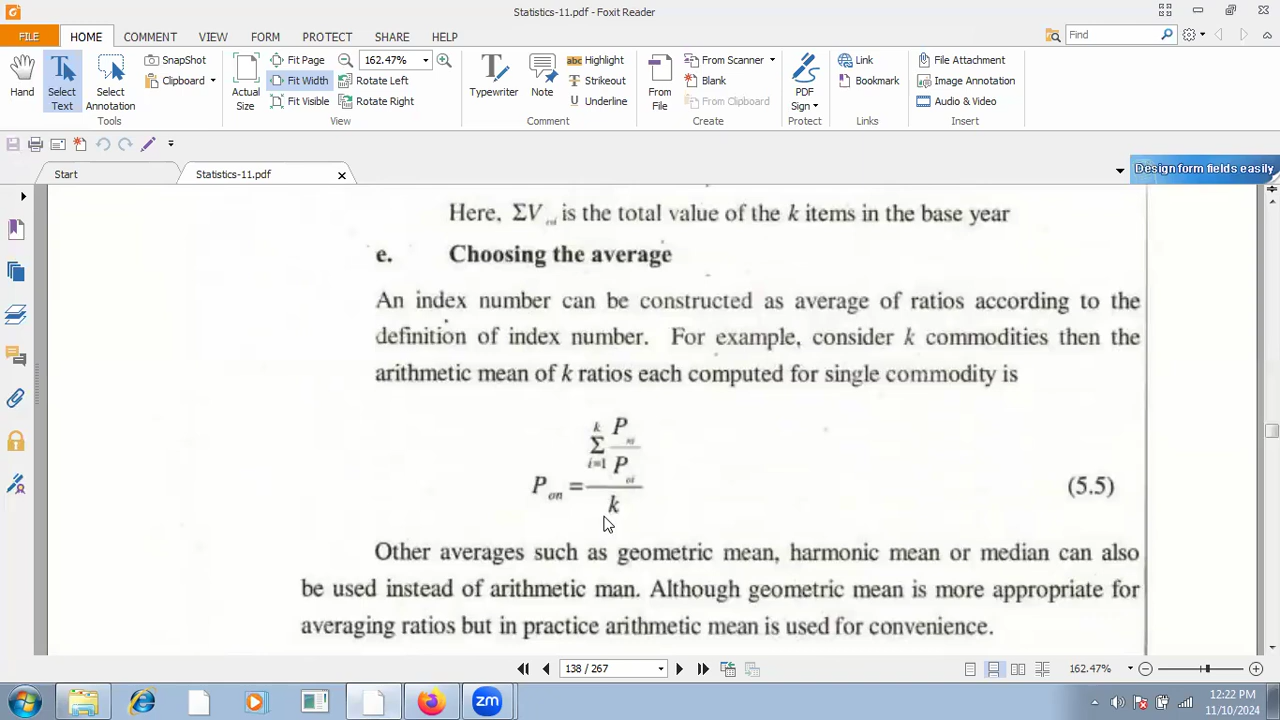 Statistics-11.pdf - Foxit Reader
FILE HOME COMMENT VIEW FORM PROTECT SHARE HELP
Find
Hand
Select
Text
Select
Annotation
SnapShot
Clipboard
Tools
Actual
Size
Fit Page
Fit Width
Fit Visible
162.47%
Rotate Left
Rotate Right
View
Typewriter
Note
Highlight
Strikeout
Underline
Comment
From
File
From Scanner
Blank
From Clipboard
Create
PDF
Sign
Protect
Link
Bookmark
Links
File Attachment
Image Annotation
Audio & Video
Insert
Start
Statistics-11.pdf
Design form fields easily
Here, ΣV is the total value of the k items in the base year
e. Choosing the average
An index number can be constructed as average of ratios according to the
definition of index number. For example, consider k commodities then the
arithmetic mean of k ratios each computed for single commodity is
k P ni
Σ
i=1 P oi
P on = (5.5)
k
Other averages such as geometric mean, harmonic mean or median can also
be used instead of arithmetic man. Although geometric mean is more appropriate for
averaging ratios but in practice arithmetic mean is used for convenience.
138 / 267
162.47%
zm
12:22 PM
11/10/2024